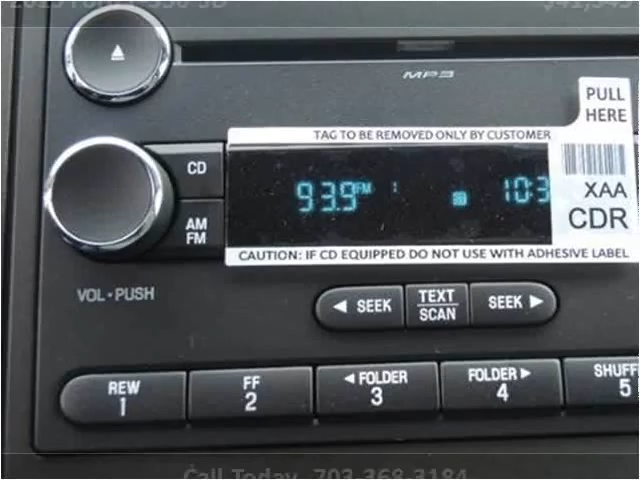 MP3
PULL
HERE
TAG TO BE REMOVED ONLY BY CUSTOMER
CD
93.9 FM 1 103
XAA
CDR
AM
FM
CAUTION: IF CD EQUIPPED DO NOT USE WITH ADHESIVE LABEL
VOL • PUSH
◄ SEEK TEXT SCAN SEEK ►
REW FF ◄ FOLDER FOLDER ► SHUFF
1 2 3 4 5
Call Today 703-368-3184